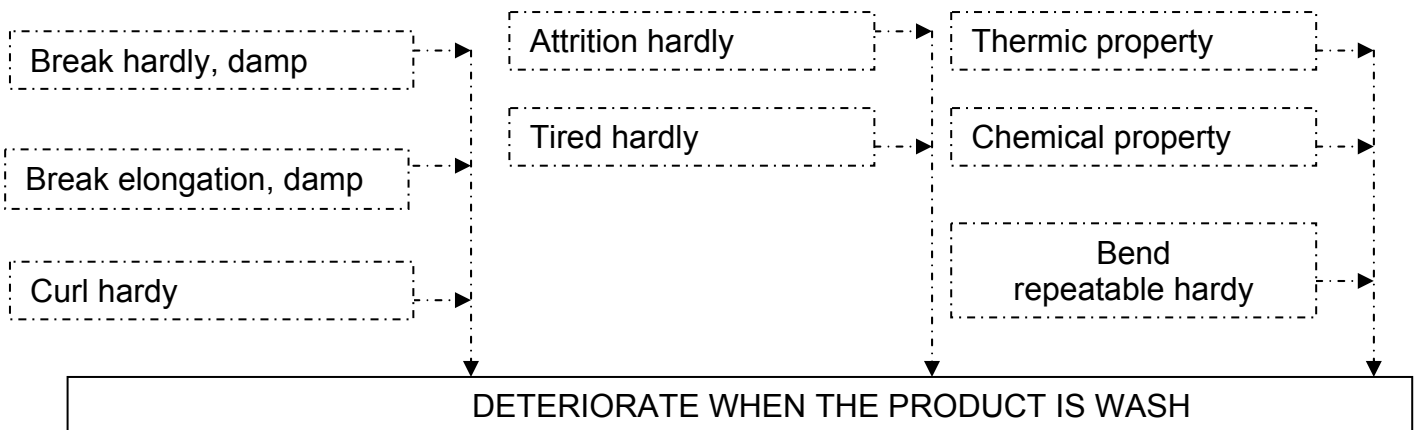 Break hardly, damp
Break elongation, damp
Curl hardy
Attrition hardly
Tired hardly
Thermic property
Chemical property
Bend
repeatable hardy
DETERIORATE WHEN THE PRODUCT IS WASH